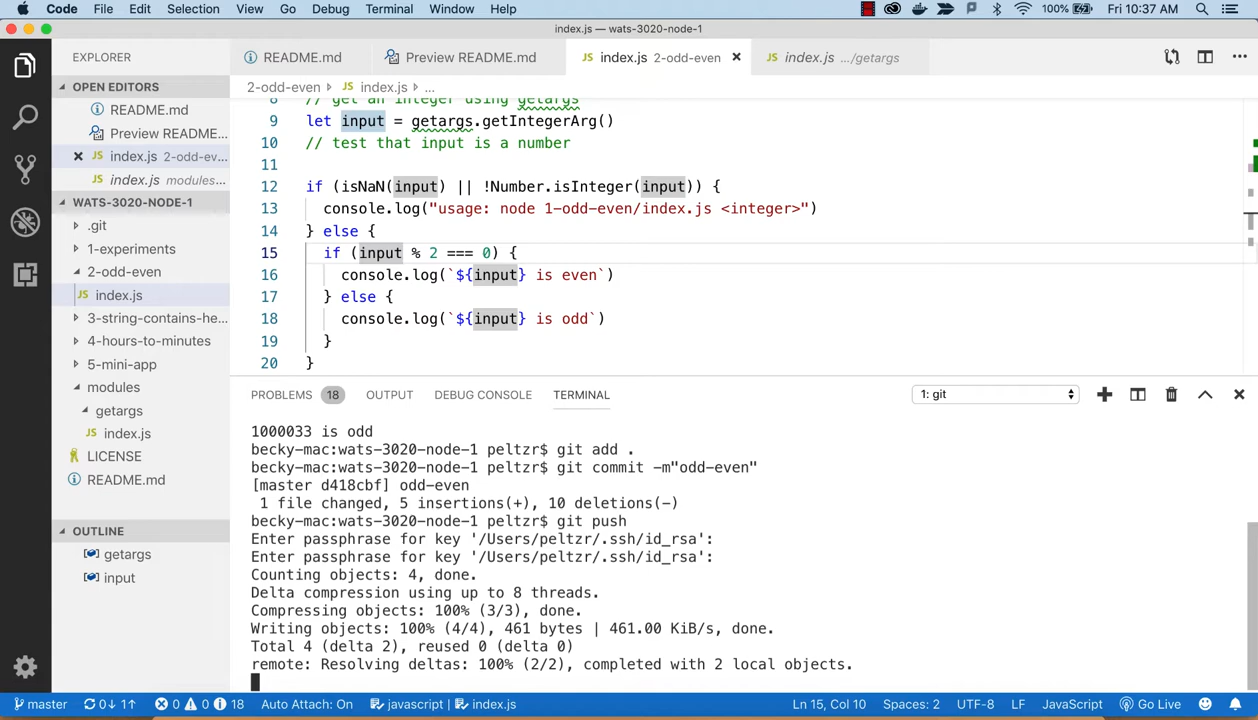 Code File Edit Selection View Go Debug Terminal Window Help 100% Fri 10:37 AM
index.js — wats-3020-node-1
EXPLORER
README.md Preview README.md index.js 2-odd-even index.js .../getargs
OPEN EDITORS
README.md
Preview README...
index.js 2-odd-ev...
index.js modules...
WATS-3020-NODE-1
.git
1-experiments
2-odd-even
index.js
3-string-contains-he...
4-hours-to-minutes
5-mini-app
modules
getargs
index.js
LICENSE
README.md
OUTLINE
getargs
input
2-odd-even index.js ...
8 // get an integer using getargs
9 let input = getargs.getIntegerArg()
10 // test that input is a number
11
12 if (isNaN(input) || !Number.isInteger(input)) {
13 console.log("usage: node 1-odd-even/index.js <integer>")
14 } else {
15 if (input % 2 === 0) {
16 console.log(`${input} is even`)
17 } else {
18 console.log(`${input} is odd`)
19 }
20 }
PROBLEMS 18 OUTPUT DEBUG CONSOLE TERMINAL 1: git
1000033 is odd
becky-mac:wats-3020-node-1 peltzr$ git add .
becky-mac:wats-3020-node-1 peltzr$ git commit -m"odd-even"
[master d418cbf] odd-even
1 file changed, 5 insertions(+), 10 deletions(-)
becky-mac:wats-3020-node-1 peltzr$ git push
Enter passphrase for key '/Users/peltzr/.ssh/id_rsa':
Enter passphrase for key '/Users/peltzr/.ssh/id_rsa':
Counting objects: 4, done.
Delta compression using up to 8 threads.
Compressing objects: 100% (3/3), done.
Writing objects: 100% (4/4), 461 bytes | 461.00 KiB/s, done.
Total 4 (delta 2), reused 0 (delta 0)
remote: Resolving deltas: 100% (2/2), completed with 2 local objects.
master 0↓ 1↑ 0 0 18 Auto Attach: On javascript | index.js Ln 15, Col 10 Spaces: 2 UTF-8 LF JavaScript Go Live